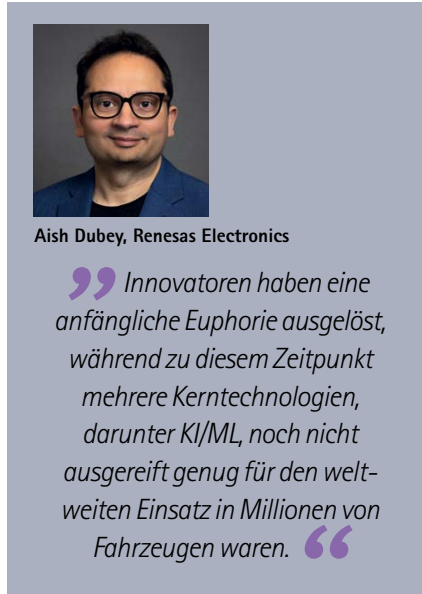 Aish Dubey, Renesas Electronics
” Innovatoren haben eine
anfängliche Euphorie ausgelöst,
während zu diesem Zeitpunkt
mehrere Kerntechnologien,
darunter KI/ML, noch nicht
ausgereift genug für den welt-
weiten Einsatz in Millionen von
Fahrzeugen waren. “